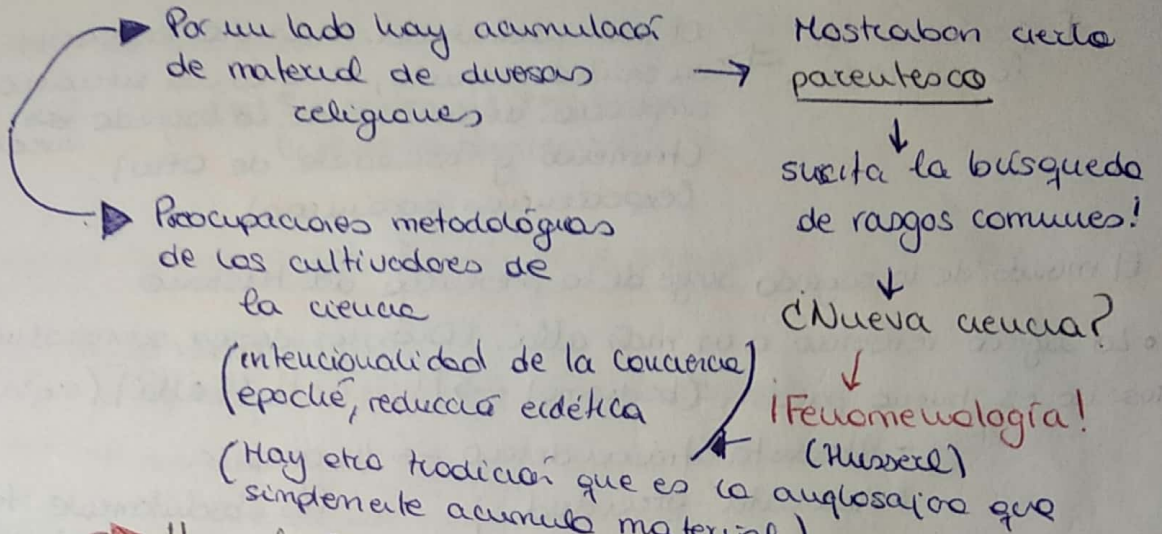 Por un lado hay acumulación
de material de diversas
religiones
→ Mostraban cierto
parentesco
↓
suscita la búsqueda
de rasgos comunes!
↓
¿Nueva ciencia?
↓
¡Fenomenología!
(Husserl)
Preocupaciones metodológicas
de los cultivadores de
la ciencia
(intencionalidad de la conciencia)
(epoché, reducción eidética
(Hay otra tradición que es la anglosajona que
simplemente acumula material)